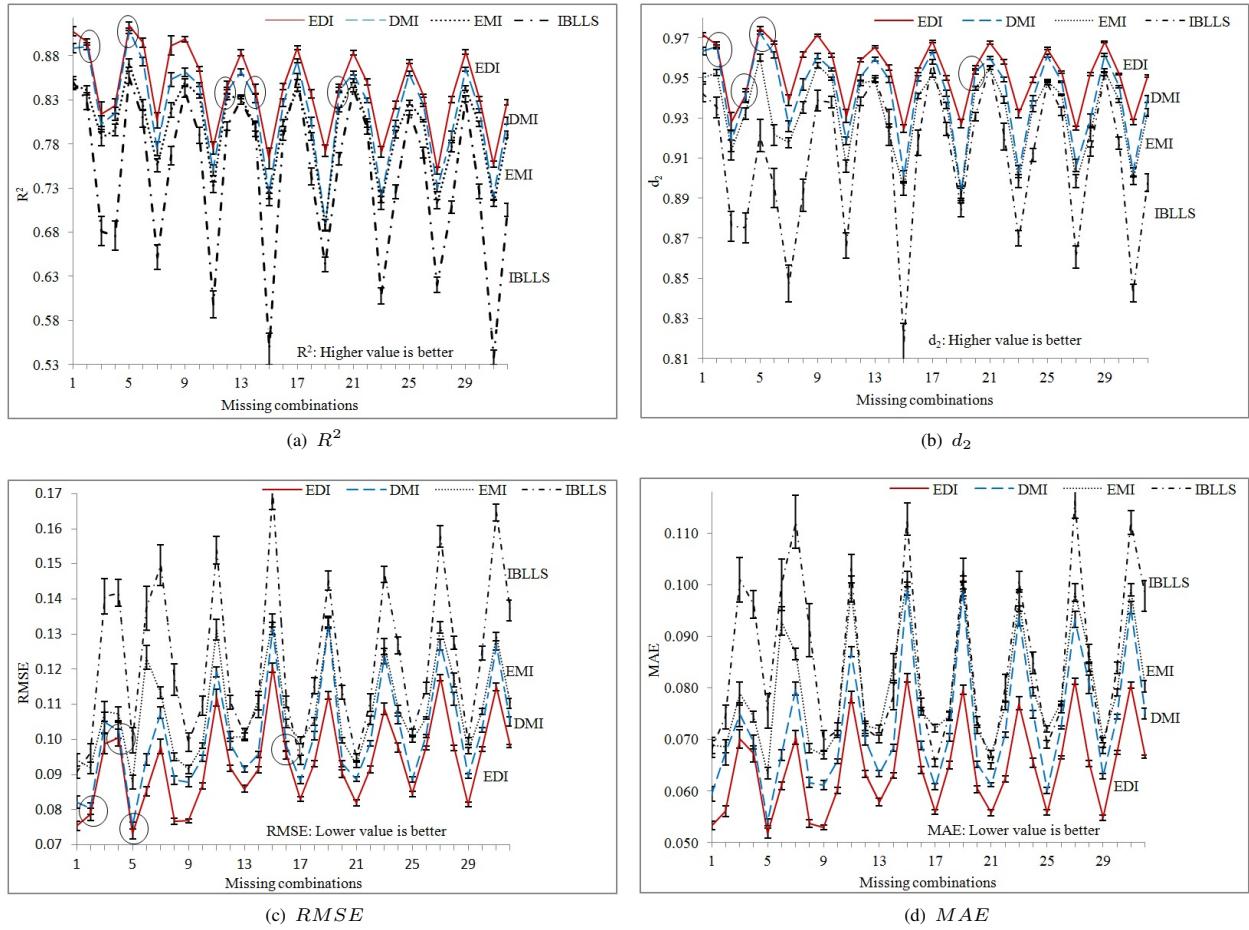 EDI DMI EMI IBLLS
0.88
0.83
0.78
0.73
0.68
0.63
0.58
0.53
R²
EDI
DMI
EMI
IBLLS
R²: Higher value is better
1 5 9 13 17 21 25 29
Missing combinations
(a) R²
EDI DMI EMI IBLLS
0.97
0.95
0.93
0.91
0.89
0.87
0.85
0.83
0.81
d₂
EDI
DMI
EMI
IBLLS
d₂: Higher value is better
1 5 9 13 17 21 25 29
Missing combinations
(b) d₂
EDI DMI EMI IBLLS
0.17
0.16
0.15
0.14
0.13
0.12
0.11
0.10
0.09
0.08
0.07
RMSE
IBLLS
EMI
DMI
EDI
RMSE: Lower value is better
1 5 9 13 17 21 25 29
Missing combinations
(c) RMSE
EDI DMI EMI IBLLS
0.110
0.100
0.090
0.080
0.070
0.060
0.050
MAE
IBLLS
EMI
DMI
EDI
MAE: Lower value is better
1 5 9 13 17 21 25 29
Missing combinations
(d) MAE